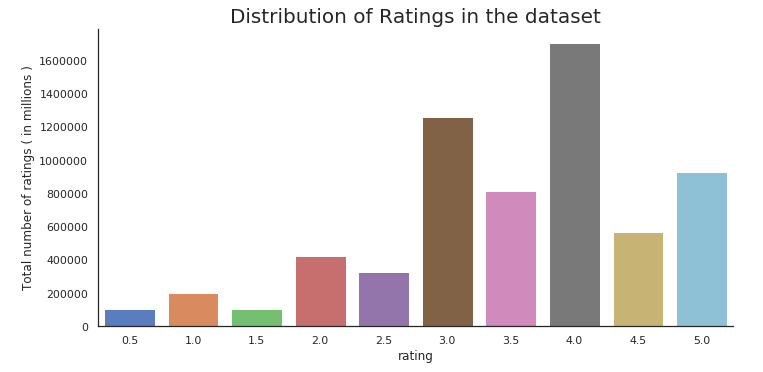 Distribution of Ratings in the dataset
Total number of ratings ( in millions )
1600000
1400000
1200000
1000000
800000
600000
400000
200000
0
0.5 1.0 1.5 2.0 2.5 3.0 3.5 4.0 4.5 5.0
rating